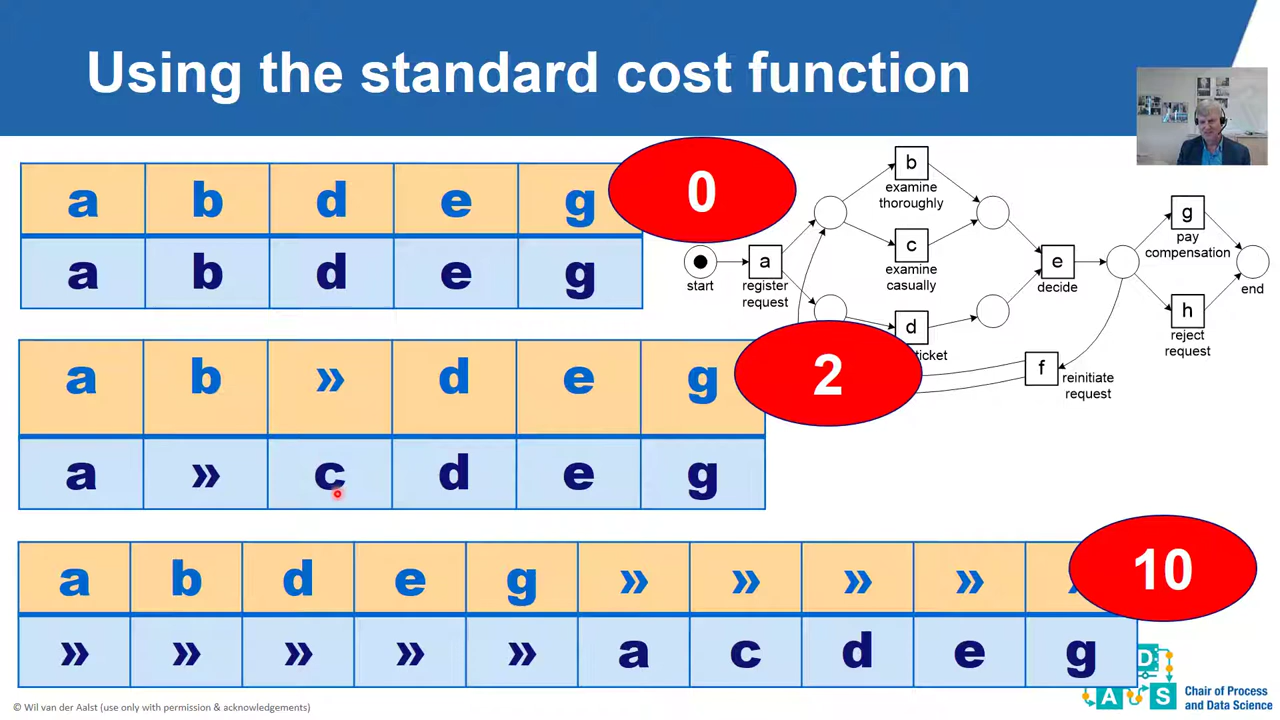 Using the standard cost function
a b d e g
0
a b d e g
a b » d e g
2
a » c d e g
a b d e g » » » »
10
» » » » » a c d e g
b
examine
thoroughly
c
examine
casually
d
ticket
a
register
request
start
e
decide
f
reinitiate
request
g
pay
compensation
h
reject
request
end
D
A S
Chair of Process
and Data Science
© Wil van der Aalst (use only with permission & acknowledgements)